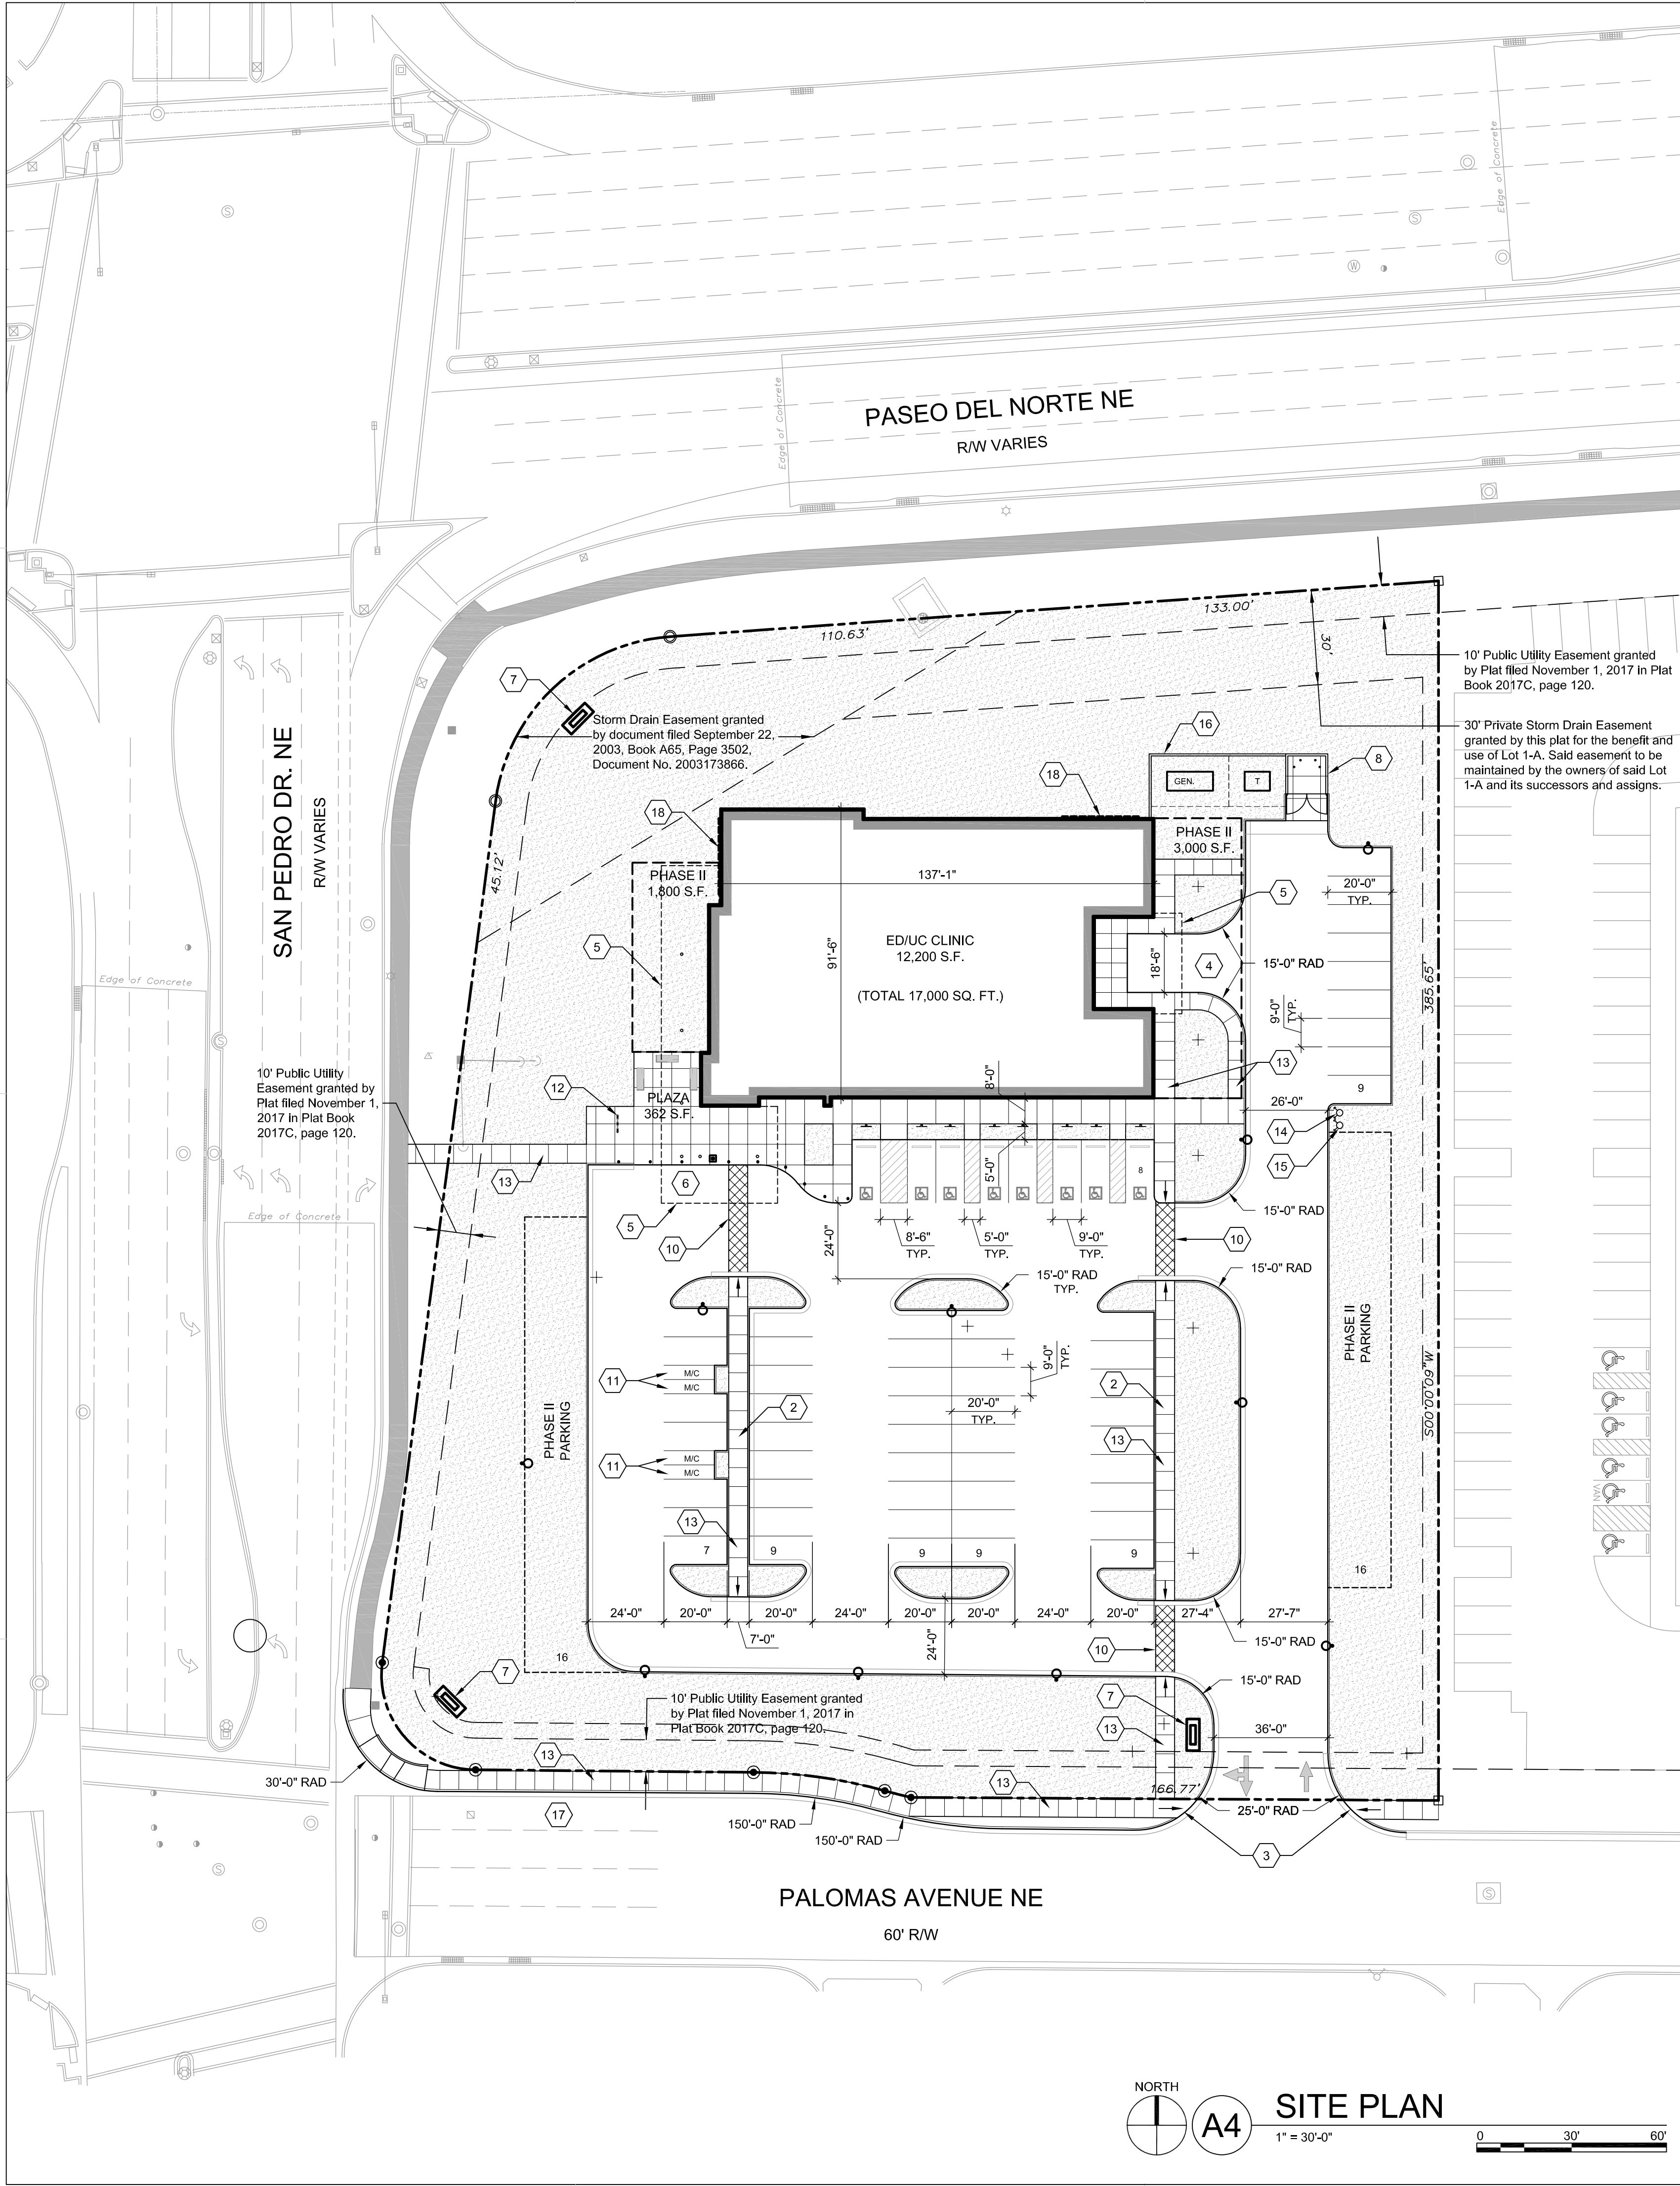 Edge of Concrete
S
S
W
Edge of Concrete
PASEO DEL NORTE NE
R/W VARIES
133.00'
110.63'
30'
10' Public Utility Easement granted
by Plat filed November 1, 2017 in Plat
Book 2017C, page 120.
7
Storm Drain Easement granted
by document filed September 22,
2003, Book A65, Page 3502,
Document No. 2003173866.
30' Private Storm Drain Easement
granted by this plat for the benefit and
use of Lot 1-A. Said easement to be
maintained by the owners of said Lot
1-A and its successors and assigns.
16
8
18
GEN.
T
SAN PEDRO DR. NE
R/W VARIES
18
45.12'
PHASE II
3,000 S.F.
PHASE II
1,800 S.F.
137'-1"
20'-0"
TYP.
5
5
91'-6"
ED/UC CLINIC
12,200 S.F.
(TOTAL 17,000 SQ. FT.)
18'-6"
4
15'-0" RAD
385.65'
Edge of Concrete
9'-0"
TYP.
S
13
10' Public Utility
Easement granted by
Plat filed November 1,
2017 in Plat Book
2017C, page 120.
12
8'-0"
9
PLAZA
362 S.F.
26'-0"
14
15
13
6
5'-0"
8
5
15'-0" RAD
Edge of Concrete
10
24'-0"
8'-6"
TYP.
5'-0"
TYP.
9'-0"
TYP.
10
15'-0" RAD
TYP.
15'-0" RAD
PHASE II
PARKING
9'-0"
TYP.
11
M/C
M/C
2
20'-0"
TYP.
2
S00°00'09"W
PHASE II
PARKING
13
11
M/C
M/C
VAN
13
7
9
9
9
9
16
24'-0"
20'-0"
20'-0"
24'-0"
20'-0"
20'-0"
24'-0"
20'-0"
27'-4"
27'-7"
7'-0"
24'-0"
10
15'-0" RAD
16
7
15'-0" RAD
10' Public Utility Easement granted
by Plat filed November 1, 2017 in
Plat Book 2017C, page 120.
7
13
36'-0"
13
30'-0" RAD
13
166.77'
17
25'-0" RAD
150'-0" RAD
150'-0" RAD
3
S
S
PALOMAS AVENUE NE
60' R/W
NORTH
A4
SITE PLAN
1" = 30'-0"
0
30'
60'